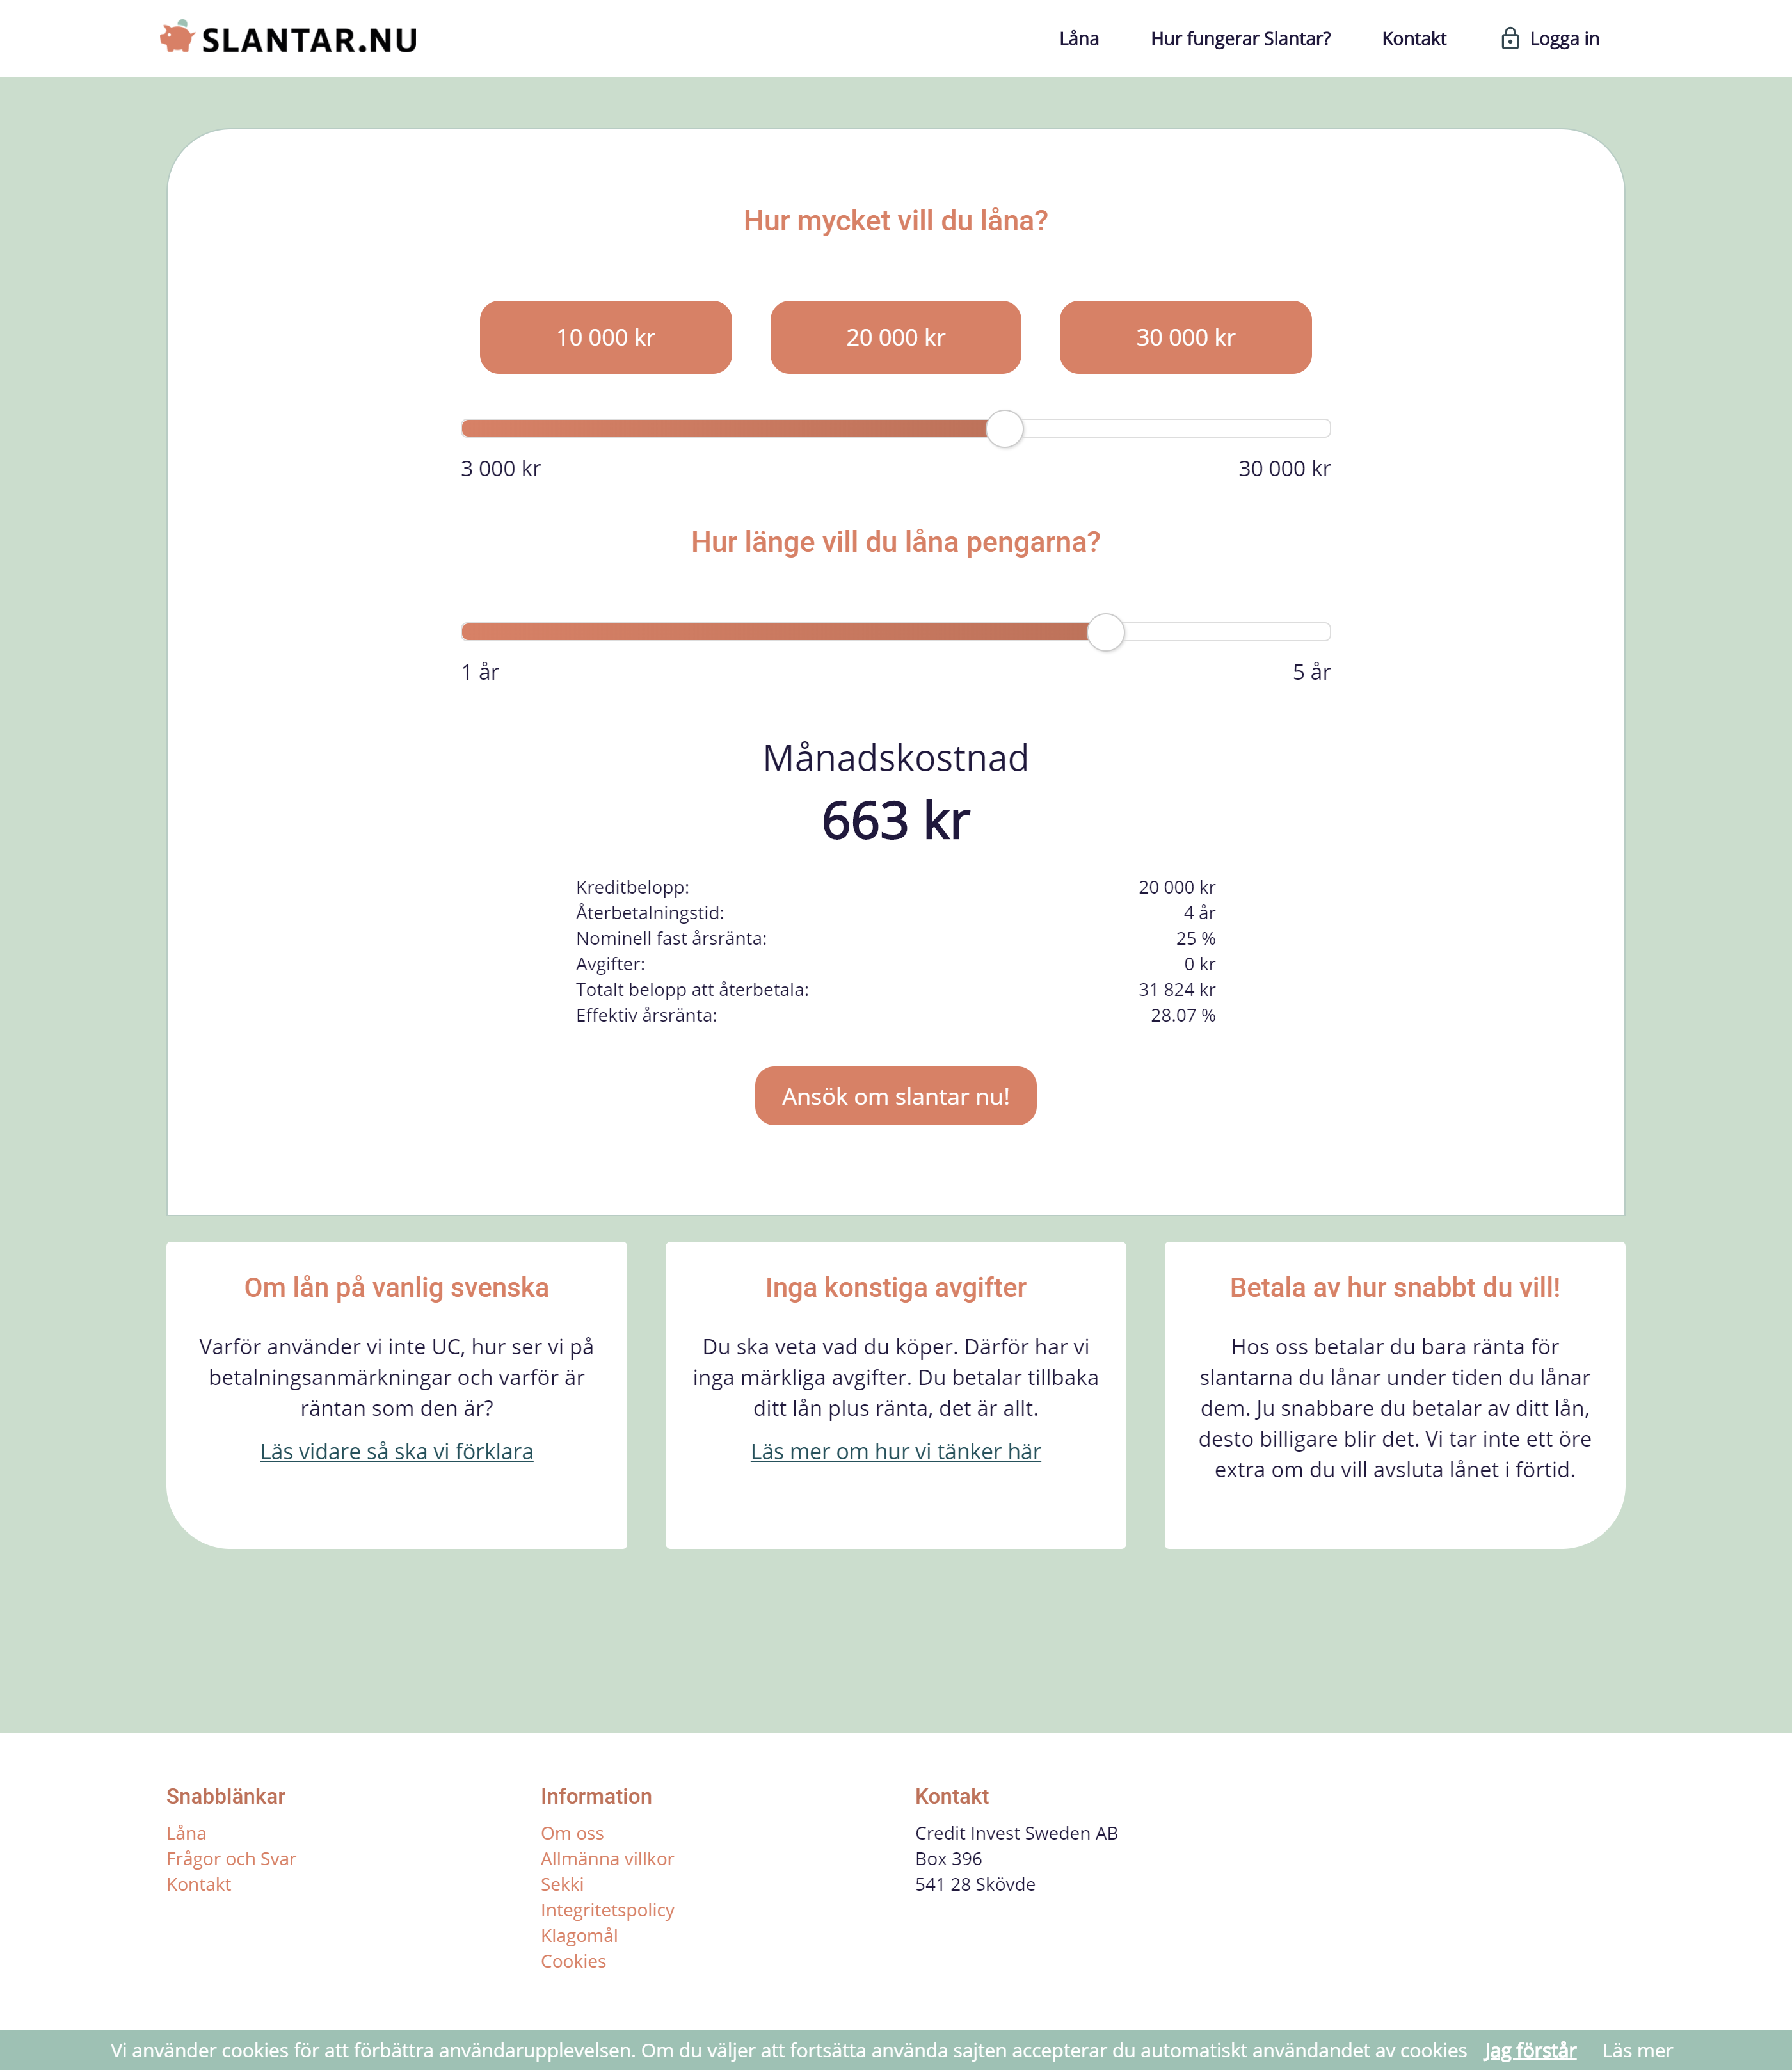 SLANTAR.NU
Låna
Hur fungerar Slantar?
Kontakt
Logga in
Hur mycket vill du låna?
10 000 kr
20 000 kr
30 000 kr
3 000 kr
30 000 kr
Hur länge vill du låna pengarna?
1 år
5 år
Månadskostnad
663 kr
Kreditbelopp: 20 000 kr
Återbetalningstid: 4 år
Nominell fast årsränta: 25 %
Avgifter: 0 kr
Totalt belopp att återbetala: 31 824 kr
Effektiv årsränta: 28.07 %
Ansök om slantar nu!
Om lån på vanlig svenska
Varför använder vi inte UC, hur ser vi på
betalningsanmärkningar och varför är
räntan som den är?
Läs vidare så ska vi förklara
Inga konstiga avgifter
Du ska veta vad du köper. Därför har vi
inga märkliga avgifter. Du betalar tillbaka
ditt lån plus ränta, det är allt.
Läs mer om hur vi tänker här
Betala av hur snabbt du vill!
Hos oss betalar du bara ränta för
slantarna du lånar under tiden du lånar
dem. Ju snabbare du betalar av ditt lån,
desto billigare blir det. Vi tar inte ett öre
extra om du vill avsluta lånet i förtid.
Snabblänkar
Låna
Frågor och Svar
Kontakt
Information
Om oss
Allmänna villkor
Sekki
Integritetspolicy
Klagomål
Cookies
Kontakt
Credit Invest Sweden AB
Box 396
541 28 Skövde
Vi använder cookies för att förbättra användarupplevelsen. Om du väljer att fortsätta använda sajten accepterar du automatiskt användandet av cookies Jag förstår Läs mer